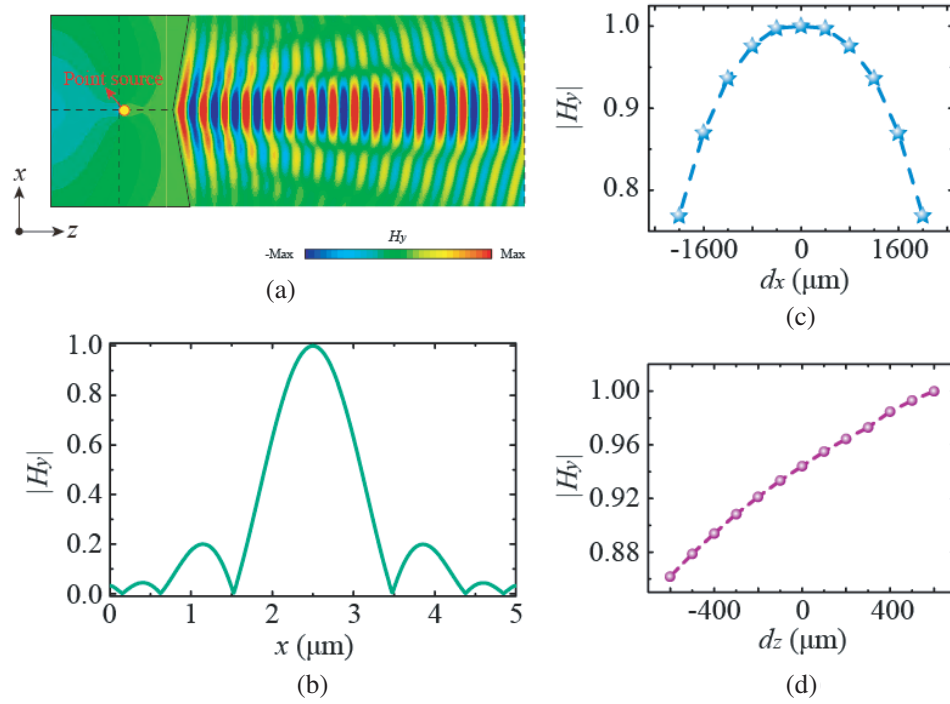 Point source
x
z
Hy
-Max
Max
(a)
1.0
0.8
0.6
0.4
0.2
0.0
|Hy|
0
1
2
3
4
5
x (μm)
(b)
1.0
0.9
0.8
|Hy|
-1600
0
1600
dx (μm)
(c)
1.00
0.96
0.92
0.88
|Hy|
-400
0
400
dz (μm)
(d)